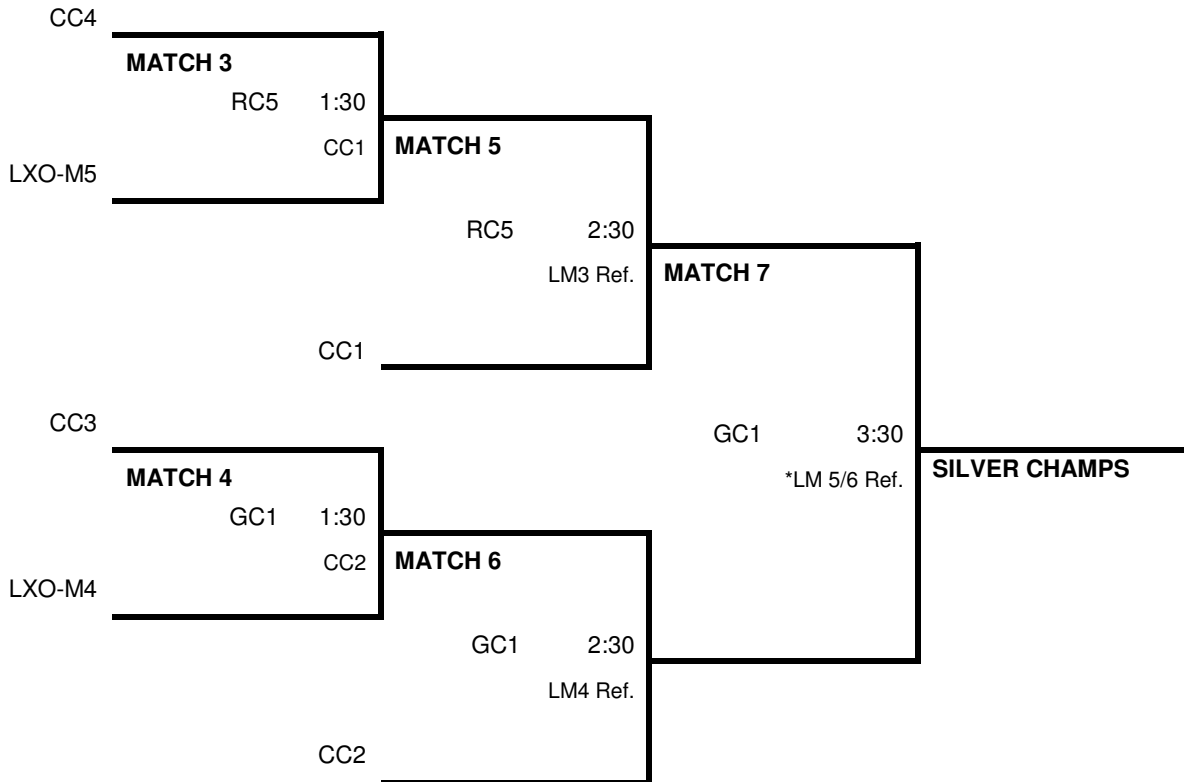 CC4
MATCH 3
RC5 1:30
CC1
MATCH 5
LXO-M5
RC5 2:30
LM3 Ref.
MATCH 7
CC1
CC3
GC1 3:30
MATCH 4
*LM 5/6 Ref.
SILVER CHAMPS
GC1 1:30
CC2
MATCH 6
LXO-M4
GC1 2:30
LM4 Ref.
CC2